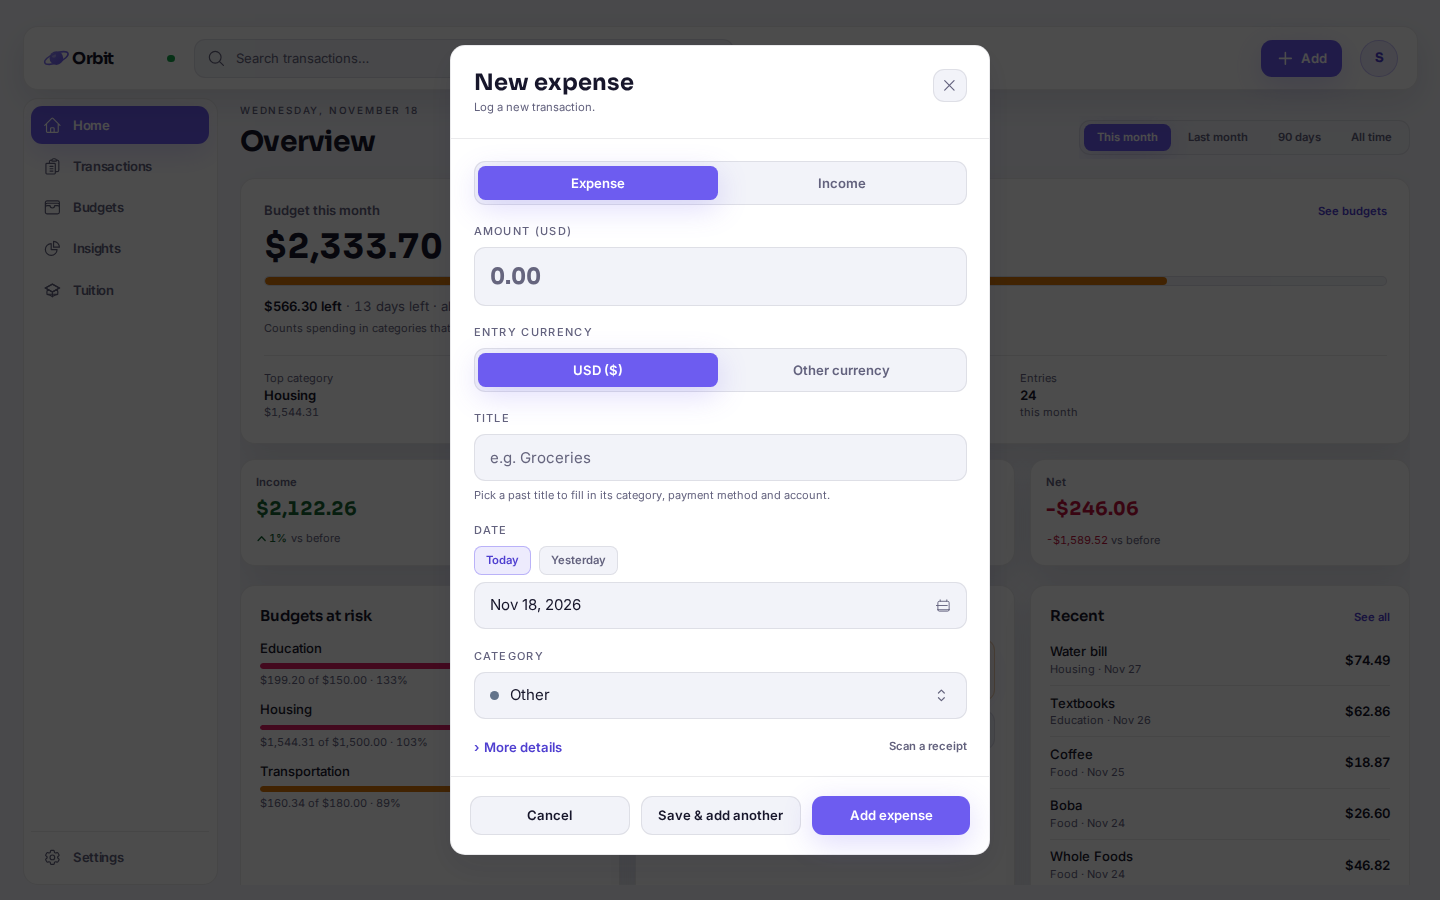 Orbit
Search transactions...
Add
S
Home
Transactions
Budgets
Insights
Tuition
Settings
WEDNESDAY, NOVEMBER 18
Overview
This month
Last month
90 days
All time
Budget this month
See budgets
$2,333.70
$566.30 left · 13 days left ·
Counts spending in categories that
Top category
Housing
$1,544.31
Entries
24
this month
Income
$2,122.26
1% vs before
Net
-$246.06
-$1,589.52 vs before
Budgets at risk
Education
$199.20 of $150.00 · 133%
Housing
$1,544.31 of $1,500.00 · 103%
Transportation
$160.34 of $180.00 · 89%
Recent
See all
Water bill
$74.49
Housing · Nov 27
Textbooks
$62.86
Education · Nov 26
Coffee
$18.87
Food · Nov 25
Boba
$26.60
Food · Nov 24
Whole Foods
$46.82
Food · Nov 24
New expense
Log a new transaction.
Expense
Income
AMOUNT (USD)
0.00
ENTRY CURRENCY
USD ($)
Other currency
TITLE
e.g. Groceries
Pick a past title to fill in its category, payment method and account.
DATE
Today
Yesterday
Nov 18, 2026
CATEGORY
Other
› More details
Scan a receipt
Cancel
Save & add another
Add expense